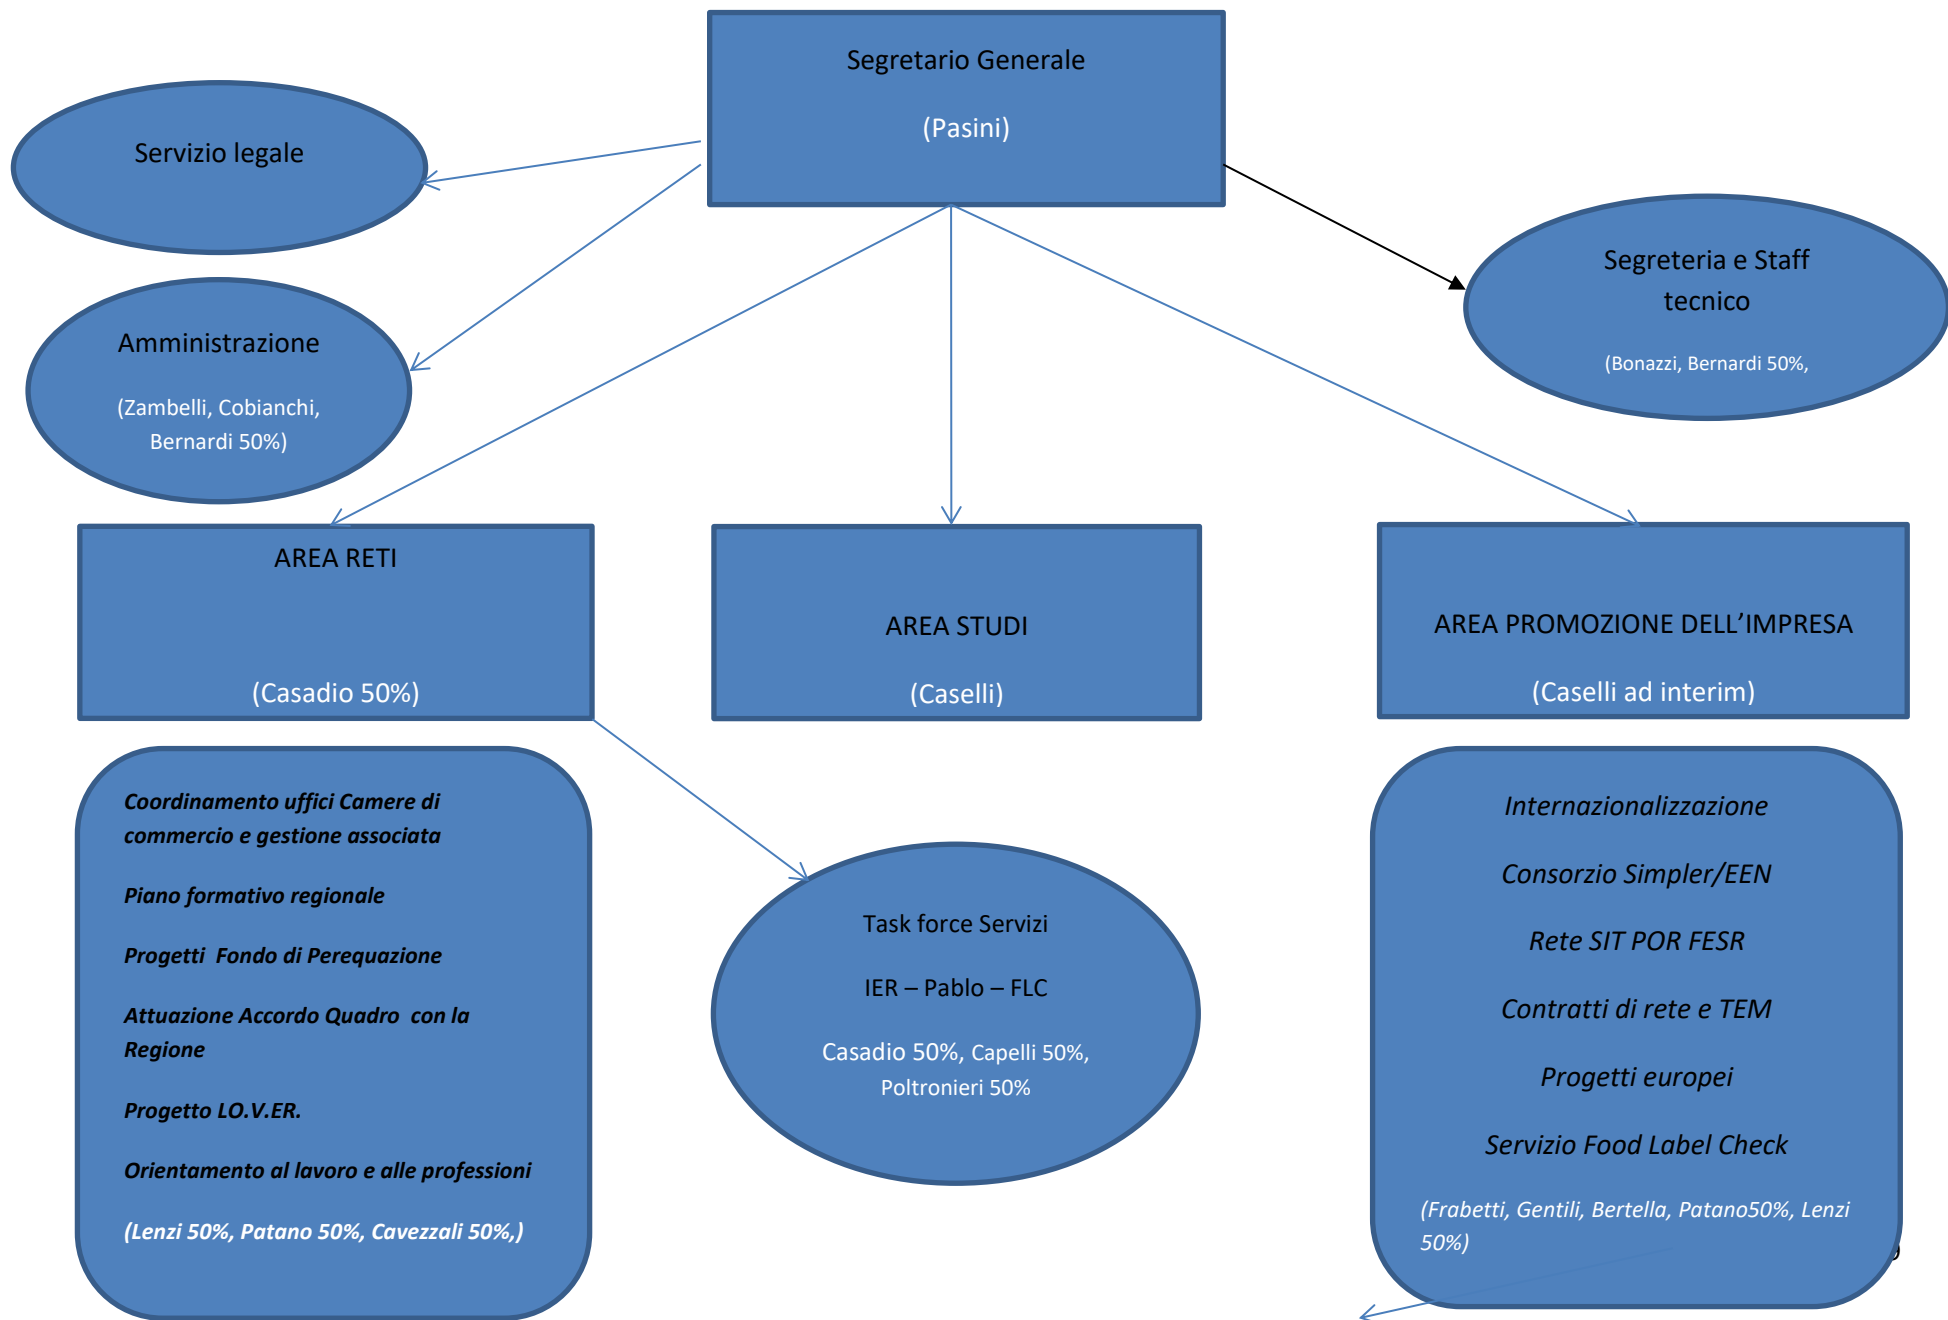 Segretario Generale
(Pasini)
Servizio legale
Segreteria e Staff
tecnico
(Bonazzi, Bernardi 50%,
Amministrazione
(Zambelli, Cobianchi,
Bernardi 50%)
AREA RETI
(Casadio 50%)
AREA STUDI
(Caselli)
AREA PROMOZIONE DELL’IMPRESA
(Caselli ad interim)
Coordinamento uffici Camere di
commercio e gestione associata
Piano formativo regionale
Progetti  Fondo di Perequazione
Attuazione Accordo Quadro  con la
Regione
Progetto LO.V.ER.
Orientamento al lavoro e alle professioni
(Lenzi 50%, Patano 50%, Cavezzali 50%,)
Task force Servizi
IER – Pablo – FLC
Casadio 50%, Capelli 50%,
Poltronieri 50%
Internazionalizzazione
Consorzio Simpler/EEN
Rete SIT POR FESR
Contratti di rete e TEM
Progetti europei
Servizio Food Label Check
(Frabetti, Gentili, Bertella, Patano50%, Lenzi
50%)